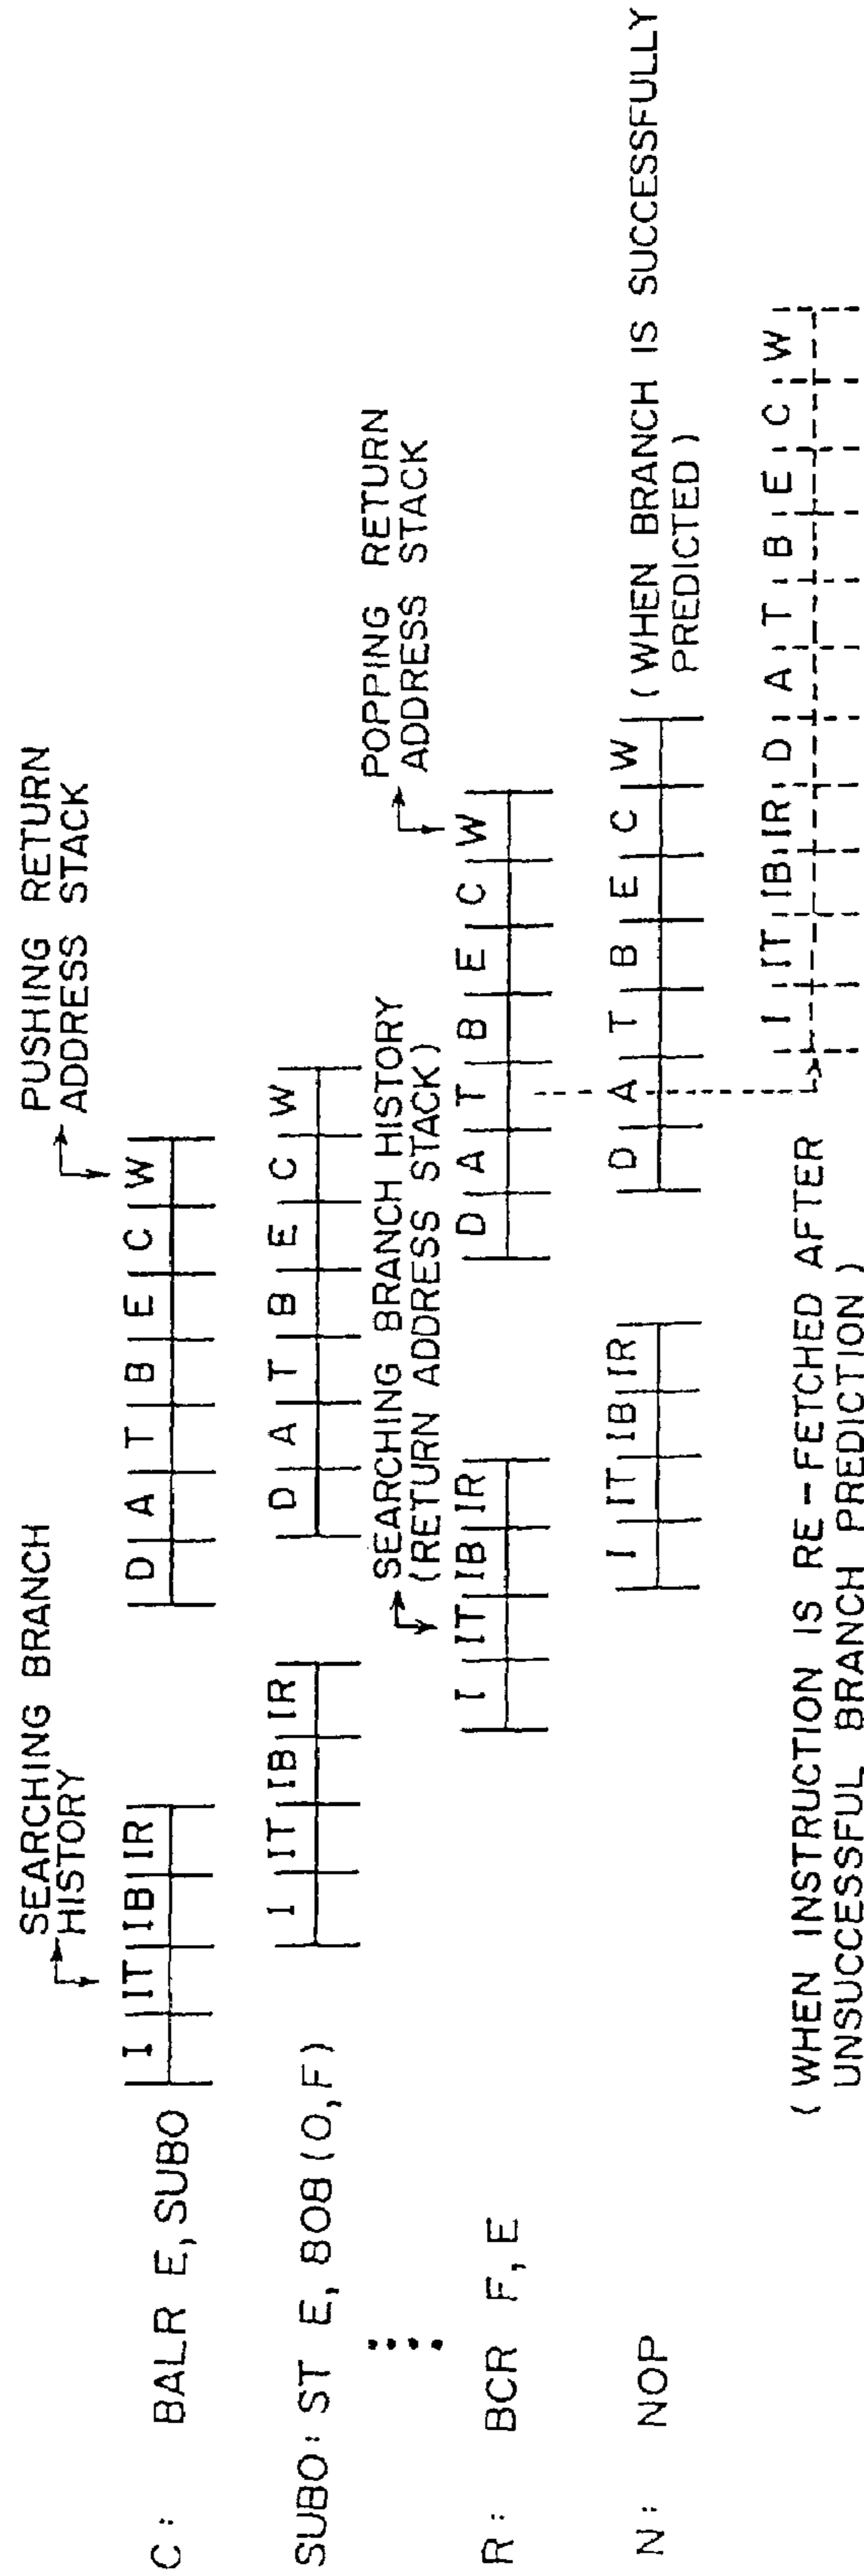 SEARCHING BRANCH
HISTORY
PUSHING RETURN
ADDRESS STACK
C: BALR E, SUBO
I IT IB IR D A T B E C W
SUBO: ST E, 808 (0,F)
I IT IB IR D A T B E C W
SEARCHING BRANCH HISTORY
(RETURN ADDRESS STACK)
POPPING RETURN
ADDRESS STACK
R: BCR F, E
I IT IB IR D A T B E C W
N: NOP
I IT IB IR D A T B E C W
(WHEN BRANCH IS SUCCESSFULLY
PREDICTED)
I IT IB IR D A T B E C W
(WHEN INSTRUCTION IS RE-FETCHED AFTER
UNSUCCESSFUL BRANCH PREDICTION)